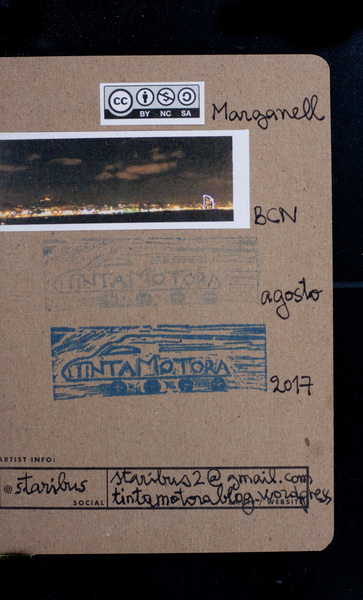 cc
BY NC SA
Marganell
BCN
TINTAMOTORA
agosto
TINTAMOTORA
2017
ARTIST INFO:
@staribus
SOCIAL
staribus2@gmail.com
tintamotorablog.wordpress
WEBSITE